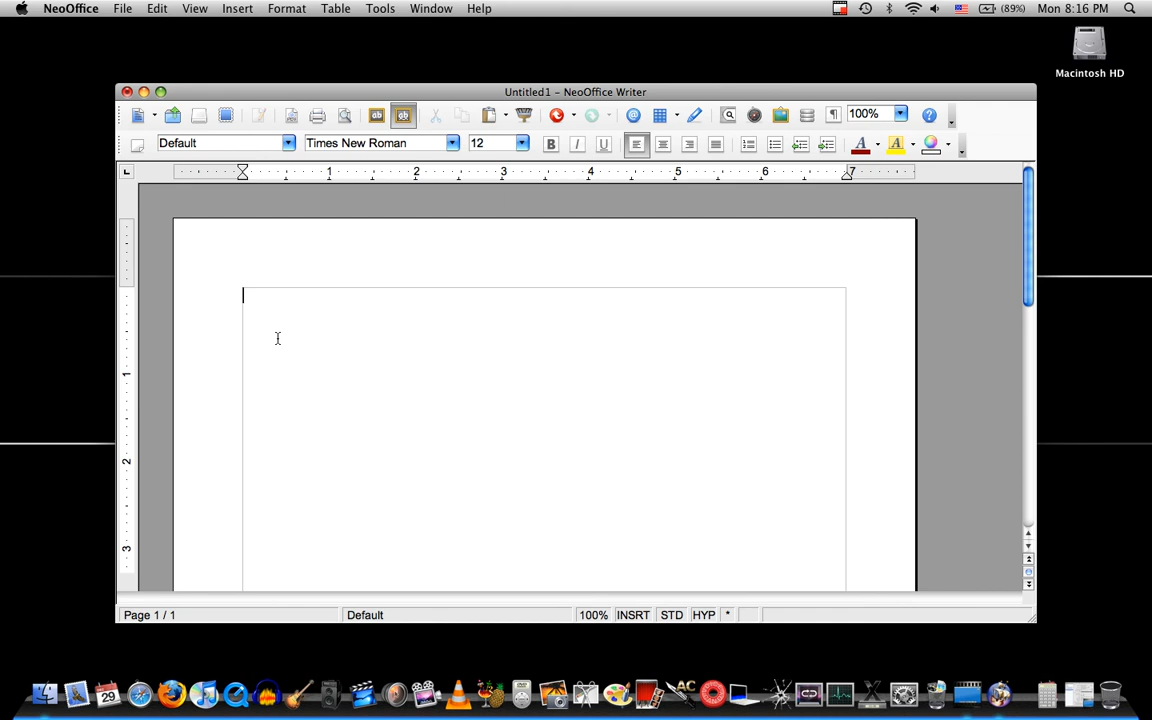 NeoOffice File Edit View Insert Format Table Tools Window Help (89%) Mon 8:16 PM
Macintosh HD
Untitled1 – NeoOffice Writer
100%
Default Times New Roman 12 B I U A A
1 2 3 4 5 6 7
1
2
3
Page 1 / 1 Default 100% INSRT STD HYP *
29